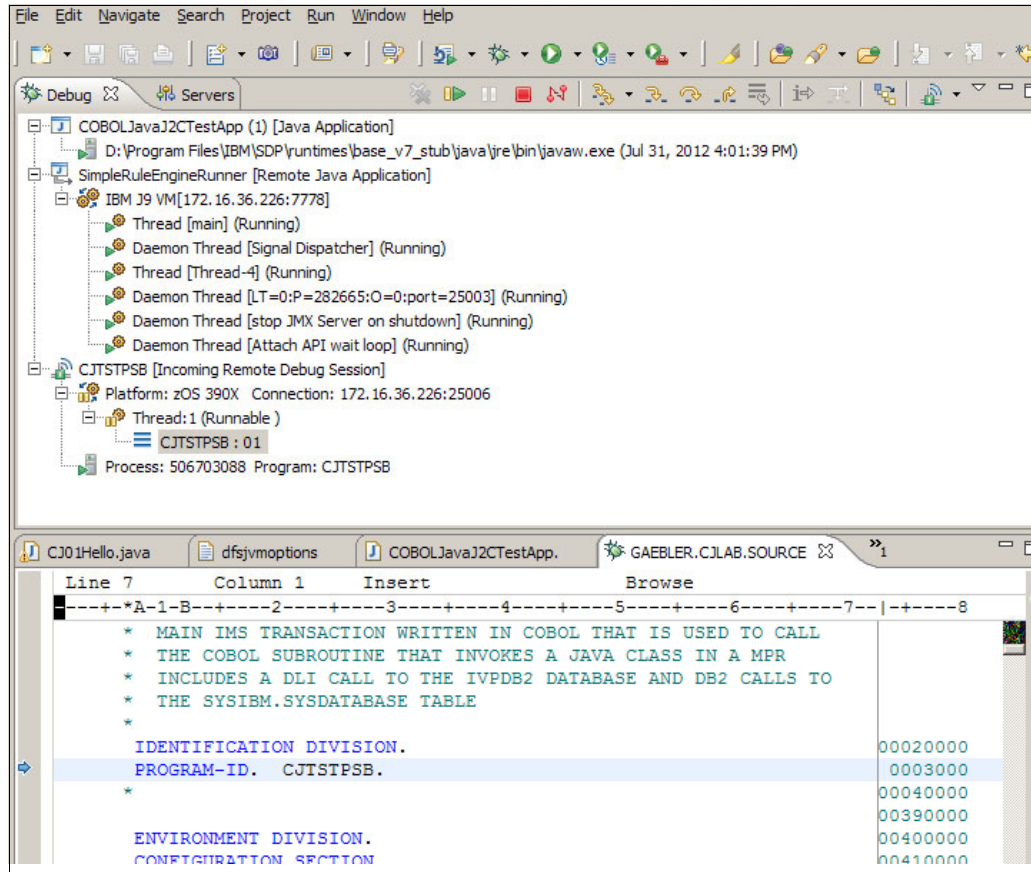 File Edit Navigate Search Project Run Window Help
Debug Servers
COBOLJavaJ2CTestApp (1) [Java Application]
D:\Program Files\IBM\SDP\runtimes\base_v7_stub\java\jre\bin\javaw.exe (Jul 31, 2012 4:01:39 PM)
SimpleRuleEngineRunner [Remote Java Application]
IBM J9 VM[172.16.36.226:7778]
Thread [main] (Running)
Daemon Thread [Signal Dispatcher] (Running)
Thread [Thread-4] (Running)
Daemon Thread [LT=0:P=282665:O=0:port=25003] (Running)
Daemon Thread [stop JMX Server on shutdown] (Running)
Daemon Thread [Attach API wait loop] (Running)
CJTSTPSB [Incoming Remote Debug Session]
Platform: zOS 390X Connection: 172.16.36.226:25006
Thread:1 (Runnable )
CJTSTPSB : 01
Process: 506703088 Program: CJTSTPSB
CJ01Hello.java dfsjvmoptions COBOLJavaJ2CTestApp. GAEBLER.CJLAB.SOURCE »1
Line 7 Column 1 Insert Browse
----+-*A-1-B--+----2----+----3----+----4----+----5----+----6----+----7--|-+----8
* MAIN IMS TRANSACTION WRITTEN IN COBOL THAT IS USED TO CALL
* THE COBOL SUBROUTINE THAT INVOKES A JAVA CLASS IN A MPR
* INCLUDES A DLI CALL TO THE IVPDB2 DATABASE AND DB2 CALLS TO
* THE SYSIBM.SYSDATABASE TABLE
*
IDENTIFICATION DIVISION. 00020000
PROGRAM-ID. CJTSTPSB. 0003000
* 00040000
00390000
ENVIRONMENT DIVISION. 00400000
CONFIGURATION SECTION 00410000